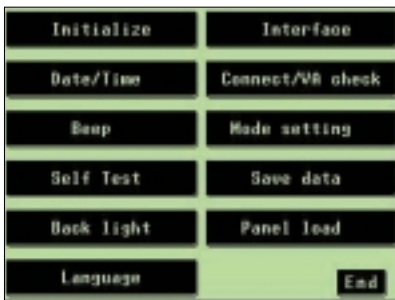 Initialize
Interface
Date/Time
Connect/VA check
Beep
Mode setting
Self Test
Save data
Back light
Panel load
Language
End